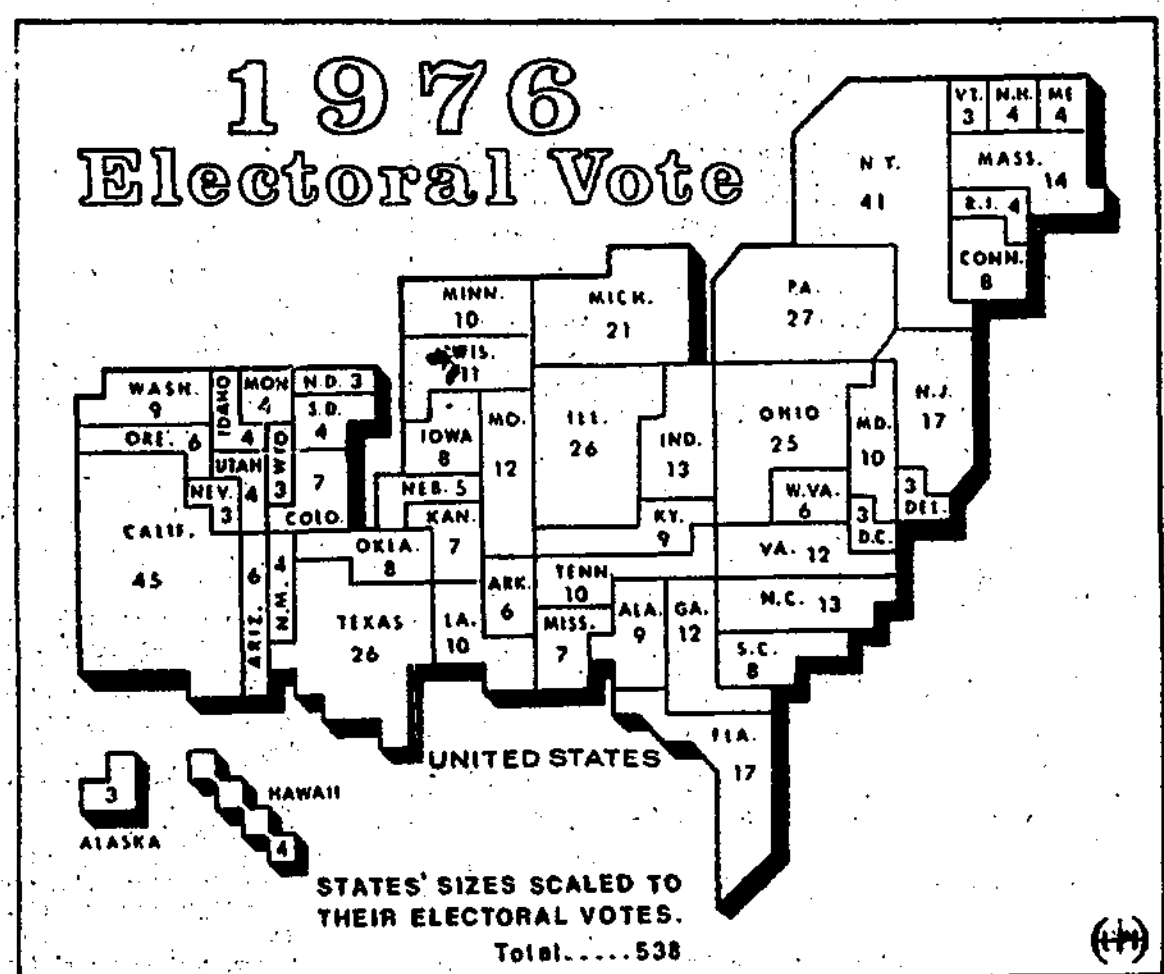 1976
Electoral Vote
VT.
3
N.H.
4
ME
4
N Y.
41
MASS.
14
R.I. 4
CONN.
8
MINN.
10
MICH.
21
PA.
27
WIS.
11
WASH.
9
IDAHO
4
MON
4
N.D. 3
S.D.
4
ORE. 6
UTAH
4
WYO
3
7
COLO.
NEV.
3
CALIF.
45
IOWA
8
MO.
12
ILL.
26
IND.
13
OHIO
25
MD.
10
N.J.
17
NEB. 5
KAN.
7
KY.
9
W.VA.
6
3
DEL.
3
D.C.
OKLA.
8
VA. 12
ARIZ. 6
N.M. 4
TEXAS
26
LA.
10
ARK.
6
TENN.
10
MISS.
7
ALA.
9
GA.
12
N.C. 13
S.C.
8
FLA.
17
UNITED STATES
3
ALASKA
HAWAII
4
STATES' SIZES SCALED TO
THEIR ELECTORAL VOTES.
Total.....538